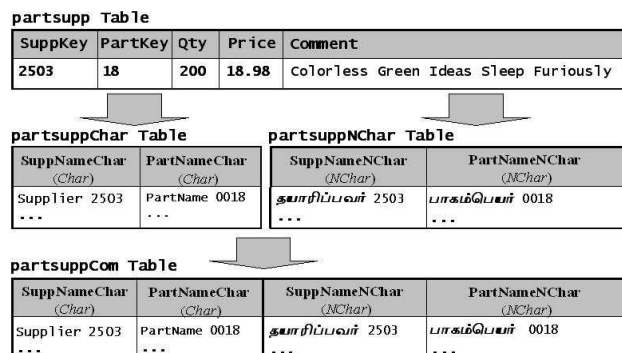 partsupp Table
SuppKey PartKey Qty Price Comment
2503 18 200 18.98 Colorless Green Ideas Sleep Furiously
partsuppChar Table
partsuppNChar Table
SuppNameChar PartNameChar
(Char) (Char)
Supplier 2503 PartName 0018
... ...
SuppNameNChar PartNameNChar
(NChar) (NChar)
தயாரிப்பவர் 2503 பாகம்பெயர் 0018
... ...
partsuppCom Table
SuppNameChar PartNameChar SuppNameNChar PartNameNChar
(Char) (Char) (NChar) (NChar)
Supplier 2503 PartName 0018 தயாரிப்பவர் 2503 பாகம்பெயர் 0018
... ... ... ...